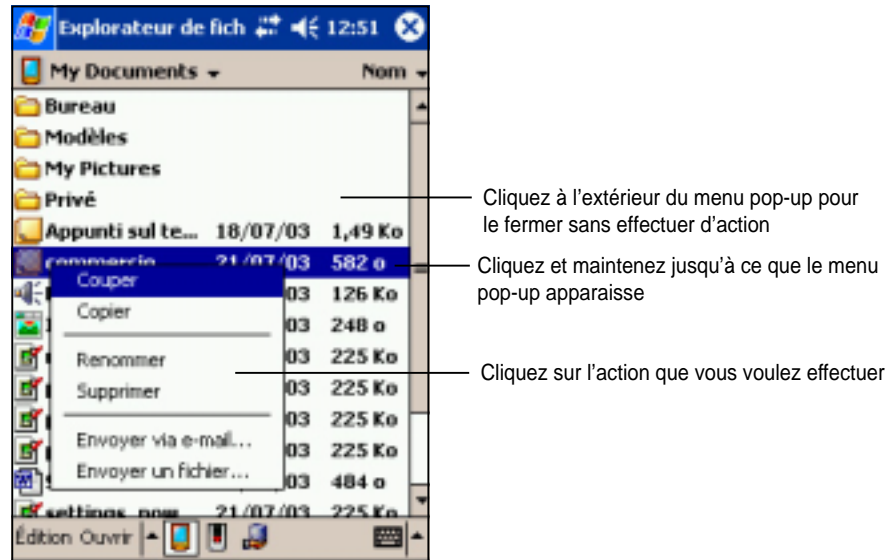 Explorateur de fich 12:51
My Documents Nom
Bureau
Modèles
My Pictures
Privé
Appunti sul te... 18/07/03 1,49 Ko
commercio 21/07/03 582 o
Couper 03 126 Ko
Copier 03 248 o
Renommer 03 225 Ko
Supprimer 03 225 Ko
03 225 Ko
Envoyer via e-mail... 03 225 Ko
Envoyer un fichier... 03 484 o
settings pow 21/07/03 225 Ko
Édition Ouvrir
Cliquez à l'extérieur du menu pop-up pour
le fermer sans effectuer d'action
Cliquez et maintenez jusqu'à ce que le menu
pop-up apparaisse
Cliquez sur l'action que vous voulez effectuer